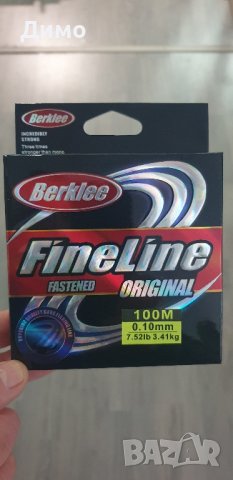 Димо
Berklee
INCREDIBLY
STRONG
Three times
stronger than mono
Berklee
FineLine
FASTENED ORIGINAL
100M
0.10mm
7.52lb 3.41kg
BAZAR